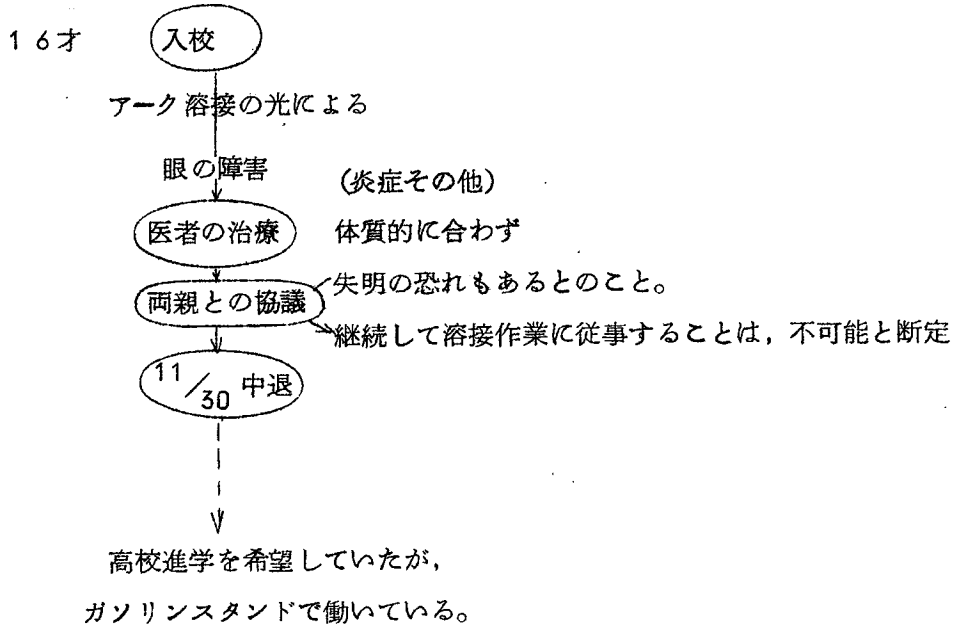 16才 入校
アーク溶接の光による
眼の障害 (炎症その他)
医者の治療 体質的に合わず
両親との協議 失明の恐れもあるとのこと。
継続して溶接作業に従事することは，不可能と断定
11/30 中退
高校進学を希望していたが，
ガソリンスタンドで働いている。